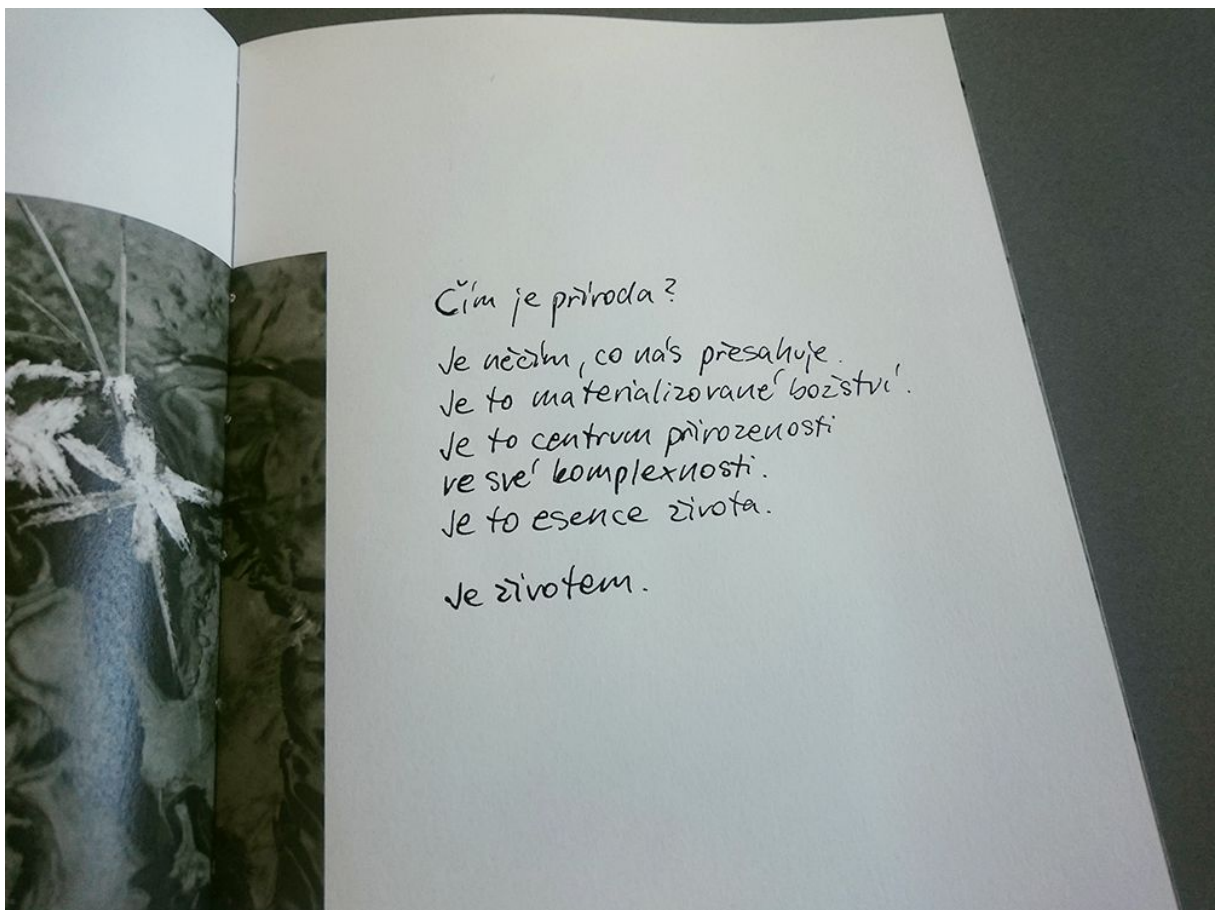 Čím je příroda?
Je něčím, co nás přesahuje.
Je to materializované božství.
Je to centrum přirozenosti
ve své komplexnosti.
Je to esence života.
Je životem.